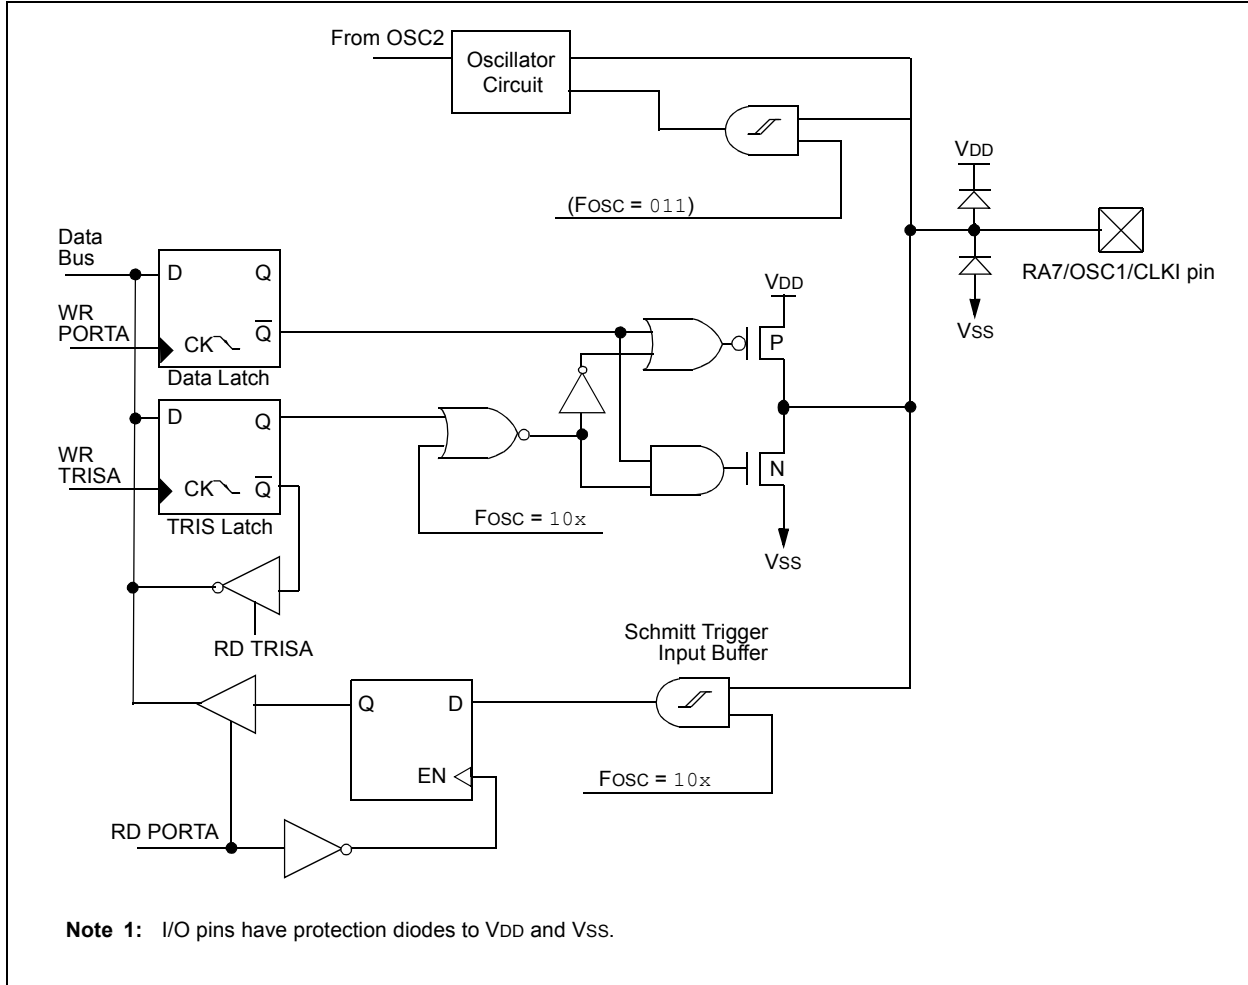 From OSC2
Oscillator
Circuit
VDD
(FOSC = 011)
Data
Bus
D
Q
RA7/OSC1/CLKI pin
WR
PORTA
CK
Q
VDD
VSS
P
Data Latch
D
Q
WR
TRISA
CK
Q
N
FOSC = 10x
TRIS Latch
VSS
RD TRISA
Schmitt Trigger
Input Buffer
Q
D
EN
FOSC = 10x
RD PORTA
Note 1: I/O pins have protection diodes to VDD and VSS.